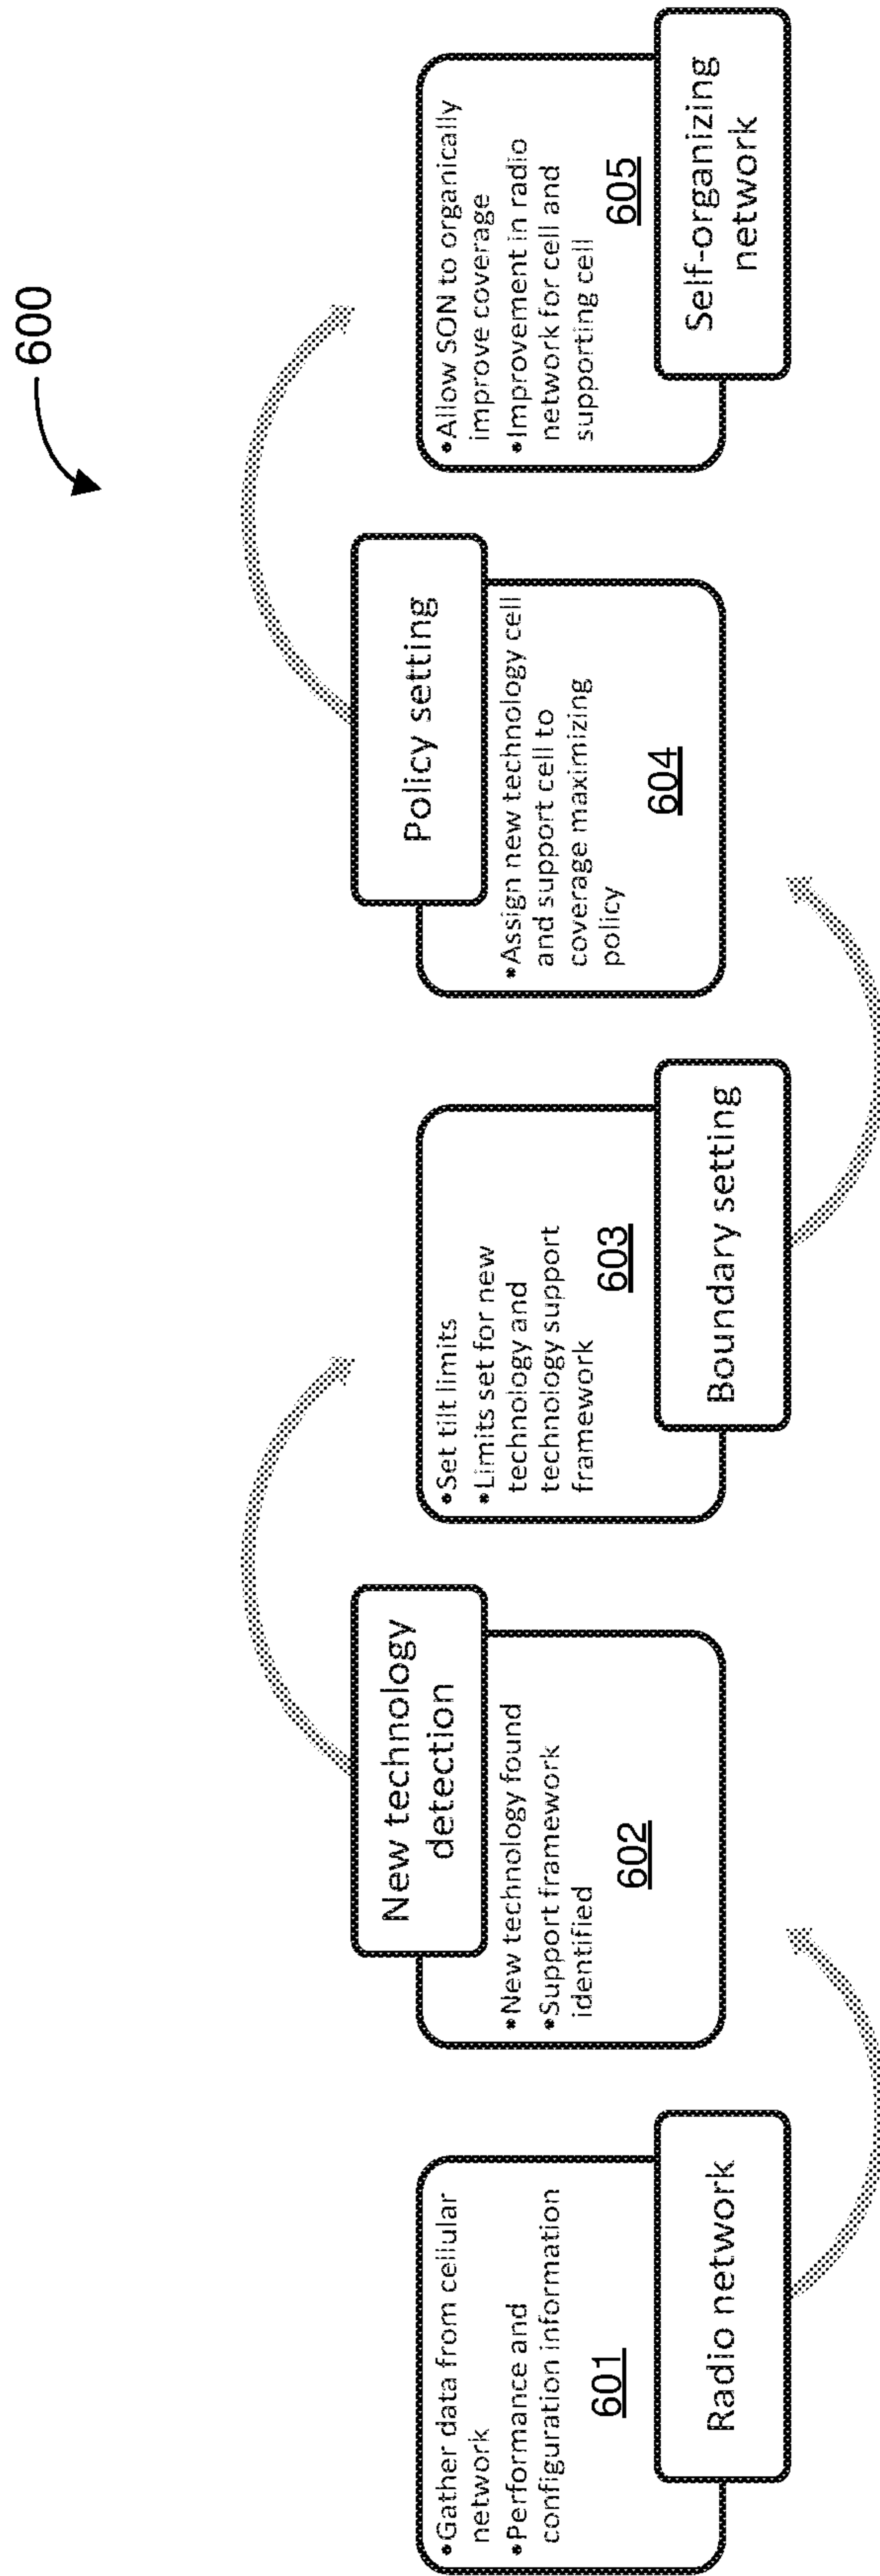 600
•Gather data from cellular
network
•Performance and
configuration information
601
Radio network
New technology
detection
•New technology found
•Support framework
identified
602
•Set tilt limits
•Limits set for new
technology and
technology support
framework
603
Boundary setting
Policy setting
•Assign new technology cell
and support cell to
coverage maximizing
policy
604
•Allow SON to organically
improve coverage
•Improvement in radio
network for cell and
supporting cell
605
Self-organizing
network